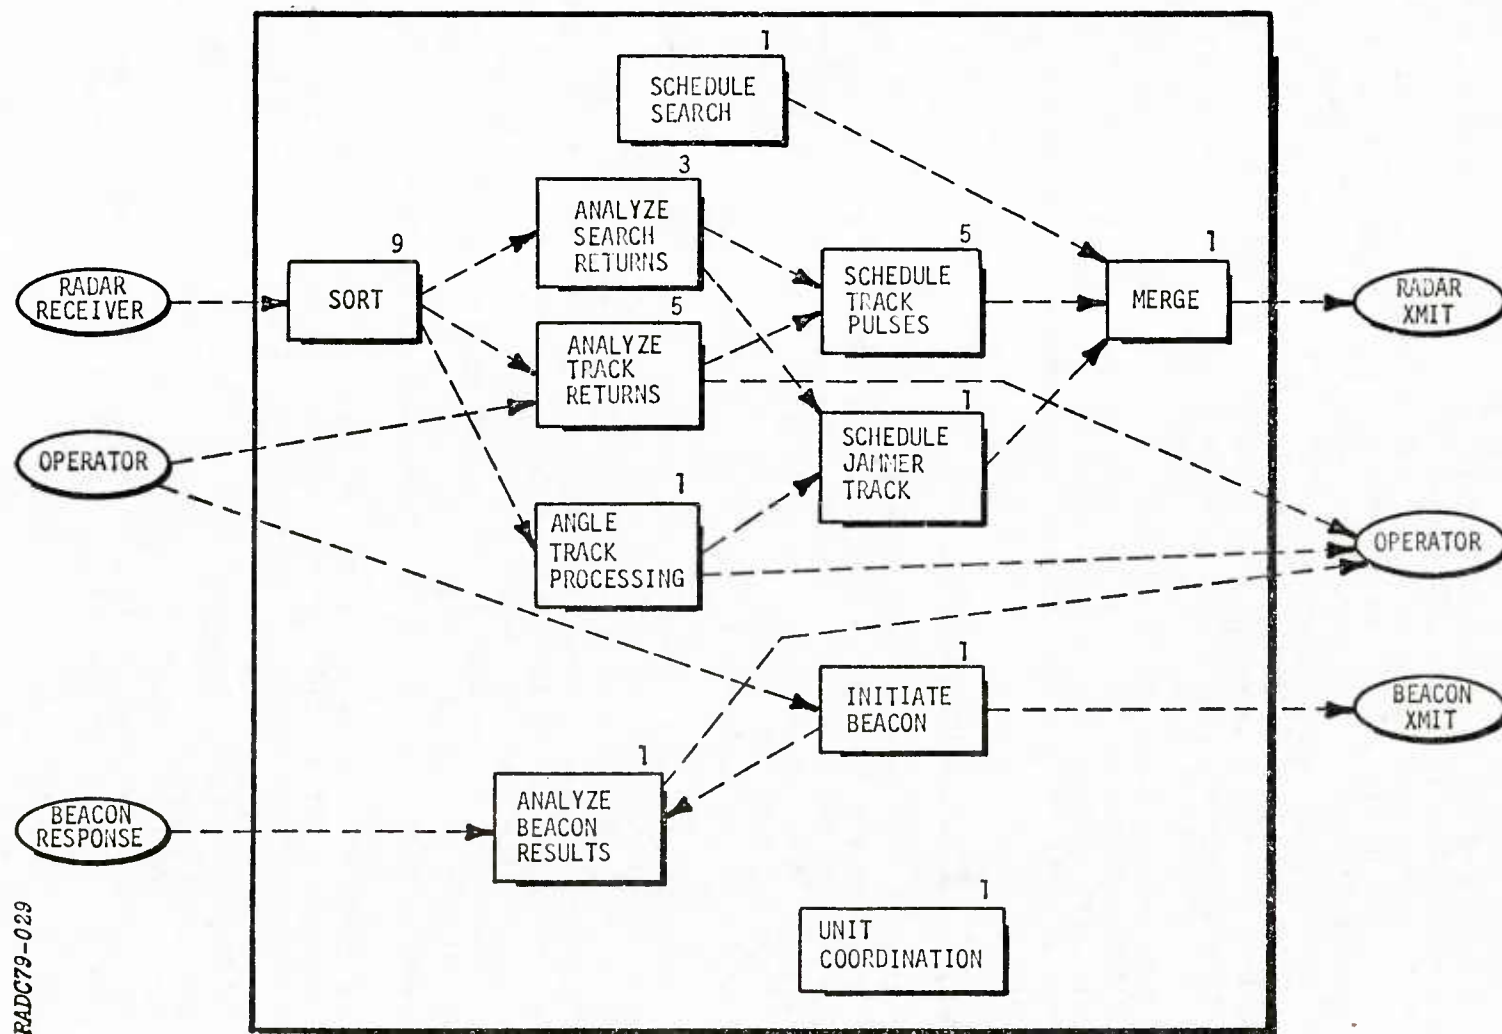 1
SCHEDULE
SEARCH
3
ANALYZE
SEARCH
RETURNS
9
SORT
RADAR
RECEIVER
5
ANALYZE
TRACK
RETURNS
5
SCHEDULE
TRACK
PULSES
1
MERGE
RADAR
XMIT
OPERATOR
1
SCHEDULE
JAMMER
TRACK
1
ANGLE
TRACK
PROCESSING
OPERATOR
1
INITIATE
BEACON
BEACON
XMIT
1
ANALYZE
BEACON
RESULTS
BEACON
RESPONSE
1
UNIT
COORDINATION
RADC79-029